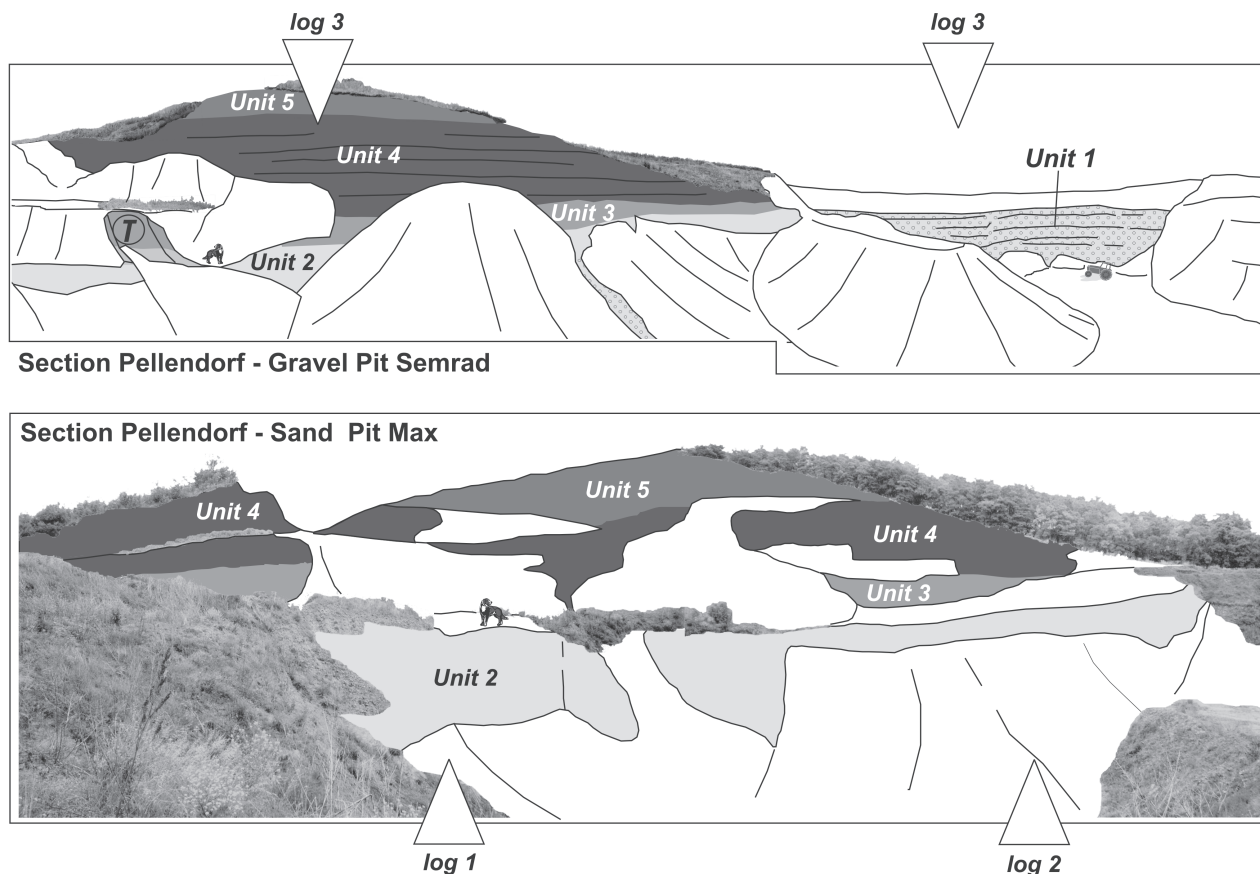 log 3
log 3
Unit 5
Unit 4
Unit 1
Unit 3
T
Unit 2
Section Pellendorf - Gravel Pit Semrad
Section Pellendorf - Sand Pit Max
Unit 5
Unit 4
Unit 4
Unit 3
Unit 2
log 1
log 2